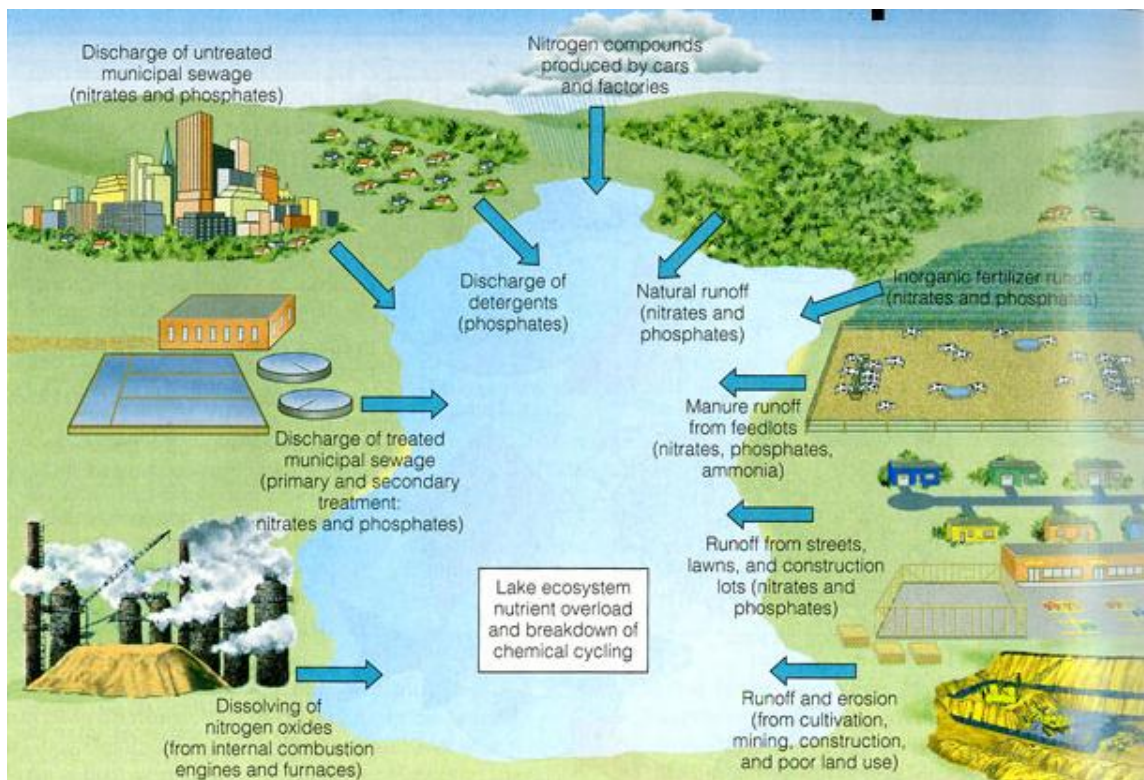 Discharge of untreated
municipal sewage
(nitrates and phosphates)
Nitrogen compounds
produced by cars
and factories
Discharge of
detergents
(phosphates)
Natural runoff
(nitrates and
phosphates)
Inorganic fertilizer runoff
(nitrates and phosphates)
Manure runoff
from feedlots
(nitrates, phosphates,
ammonia)
Discharge of treated
municipal sewage
(primary and secondary
treatment:
nitrates and phosphates)
Runoff from streets,
lawns, and construction
lots (nitrates and
phosphates)
Lake ecosystem
nutrient overload
and breakdown of
chemical cycling
Dissolving of
nitrogen oxides
(from internal combustion
engines and furnaces)
Runoff and erosion
(from cultivation,
mining, construction,
and poor land use)